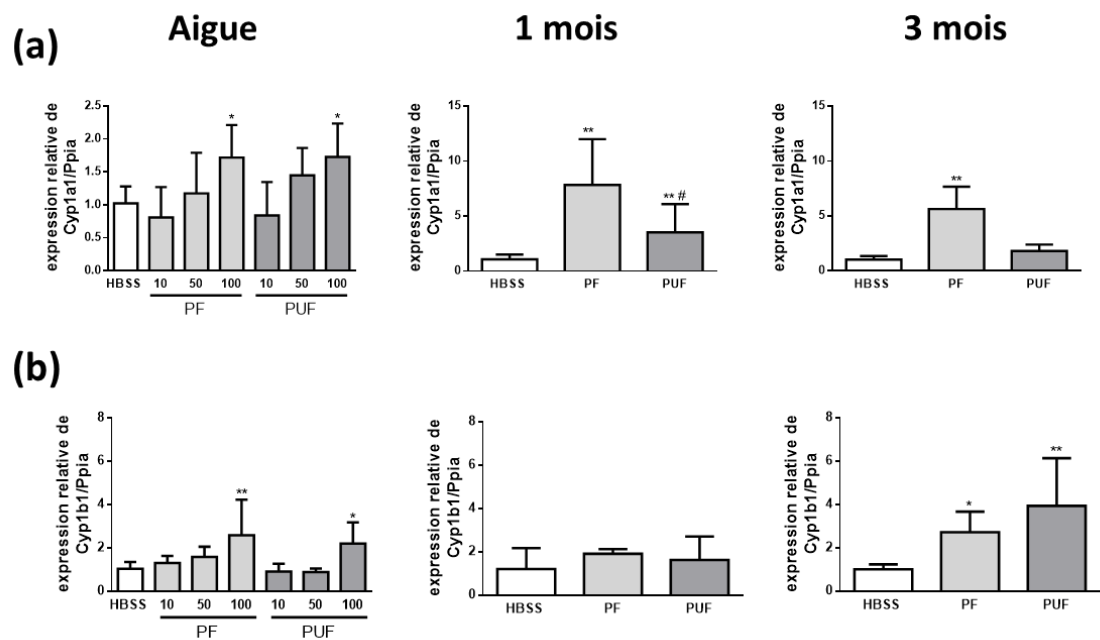 (a)
Aigue
1 mois
3 mois
expression relative de
Cyp1a1/Ppia
2.5
2.0
1.5
1.0
0.5
0.0
*
*
HBSS 10 50 100 10 50 100
PF PUF
expression relative de
Cyp1a1/Ppia
15
10
5
0
**
** #
HBSS PF PUF
expression relative de
Cyp1a1/Ppia
15
10
5
0
**
HBSS PF PUF
(b)
expression relative de
Cyp1b1/Ppia
8
6
4
2
0
**
*
HBSS 10 50 100 10 50 100
PF PUF
expression relative de
Cyp1b1/Ppia
8
6
4
2
0
HBSS PF PUF
expression relative de
Cyp1b1/Ppia
8
6
4
2
0
*
**
HBSS PF PUF